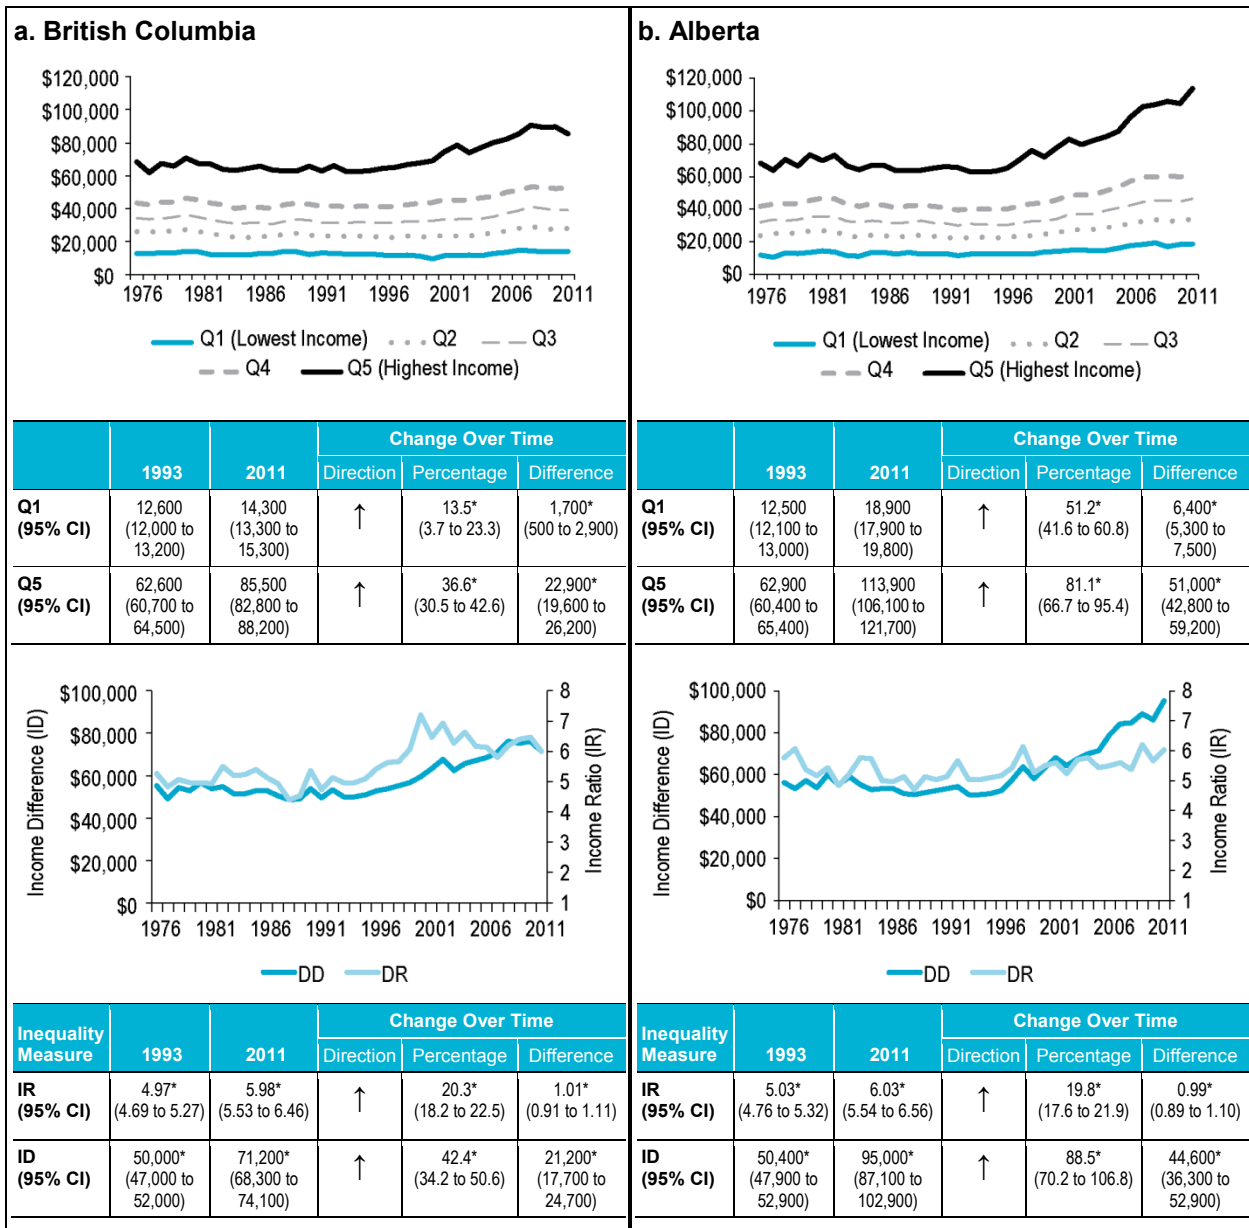 a. British Columbia
$120,000
$100,000
$80,000
$60,000
$40,000
$20,000
$0
1976 1981 1986 1991 1996 2001 2006 2011
Q1 (Lowest Income) Q2 Q3
Q4 Q5 (Highest Income)
Change Over Time
1993 2011 Direction Percentage Difference
Q1 12,600 14,300 ↑ 13.5* 1,700*
(95% CI) (12,000 to (13,300 to (3.7 to 23.3) (500 to 2,900)
13,200) 15,300)
Q5 62,600 85,500 ↑ 36.6* 22,900*
(95% CI) (60,700 to (82,800 to (30.5 to 42.6) (19,600 to
64,500) 88,200) 26,200)
Income Difference (ID)
$100,000
$80,000
$60,000
$40,000
$20,000
$0
8
7
6
5
4
3
2
1
Income Ratio (IR)
1976 1981 1986 1991 1996 2001 2006 2011
DD DR
Change Over Time
Inequality
Measure 1993 2011 Direction Percentage Difference
IR 4.97* 5.98* ↑ 20.3* 1.01*
(95% CI) (4.69 to 5.27) (5.53 to 6.46) (18.2 to 22.5) (0.91 to 1.11)
ID 50,000* 71,200* ↑ 42.4* 21,200*
(95% CI) (47,000 to (68,300 to (34.2 to 50.6) (17,700 to
52,000) 74,100) 24,700)
b. Alberta
$120,000
$100,000
$80,000
$60,000
$40,000
$20,000
$0
1976 1981 1986 1991 1996 2001 2006 2011
Q1 (Lowest Income) Q2 Q3
Q4 Q5 (Highest Income)
Change Over Time
1993 2011 Direction Percentage Difference
Q1 12,500 18,900 ↑ 51.2* 6,400*
(95% CI) (12,100 to (17,900 to (41.6 to 60.8) (5,300 to
13,000) 19,800) 7,500)
Q5 62,900 113,900 ↑ 81.1* 51,000*
(95% CI) (60,400 to (106,100 to (66.7 to 95.4) (42,800 to
65,400) 121,700) 59,200)
Income Difference (ID)
$100,000
$80,000
$60,000
$40,000
$20,000
$0
8
7
6
5
4
3
2
1
Income Ratio (IR)
1976 1981 1986 1991 1996 2001 2006 2011
DD DR
Change Over Time
Inequality
Measure 1993 2011 Direction Percentage Difference
IR 5.03* 6.03* ↑ 19.8* 0.99*
(95% CI) (4.76 to 5.32) (5.54 to 6.56) (17.6 to 21.9) (0.89 to 1.10)
ID 50,400* 95,000* ↑ 88.5* 44,600*
(95% CI) (47,900 to (87,100 to (70.2 to 106.8) (36,300 to
52,900) 102,900) 52,900)